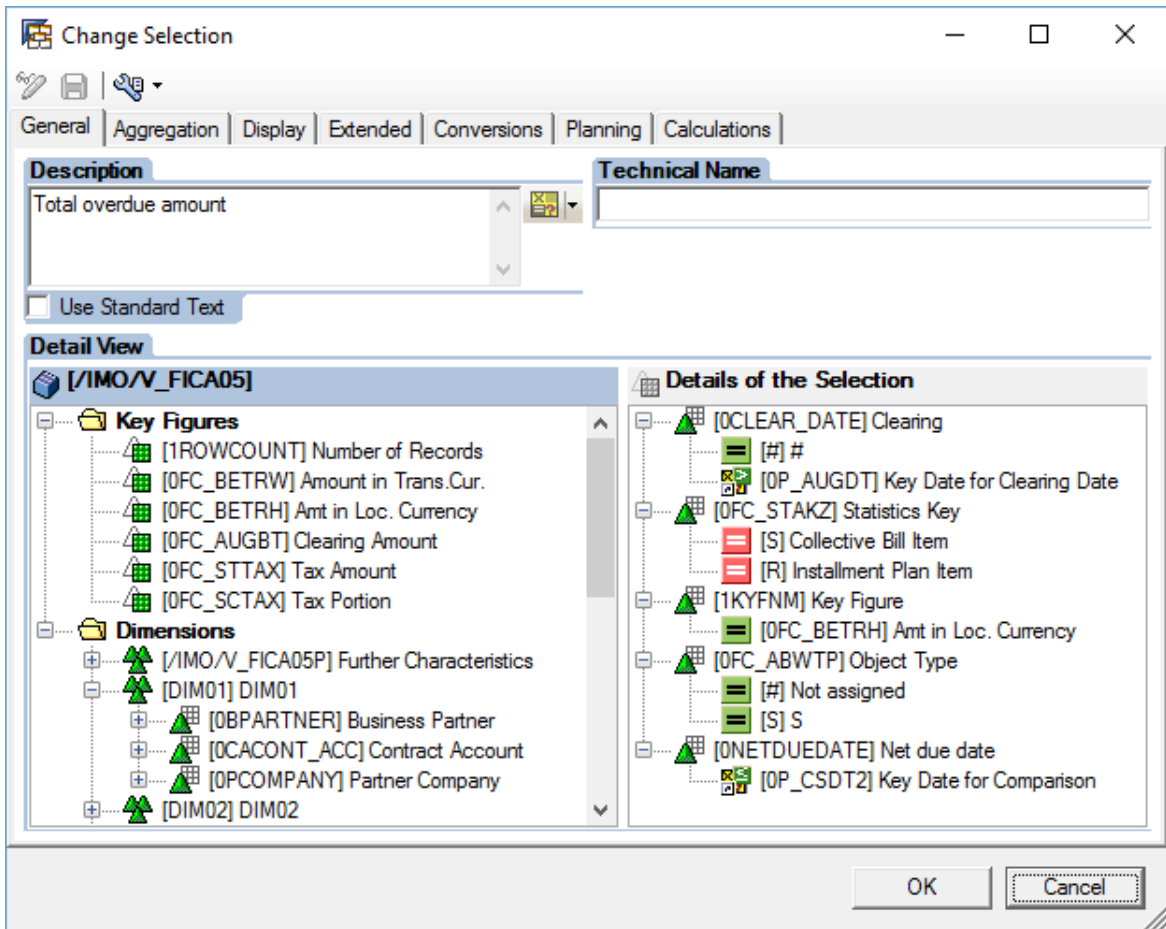 Change Selection
General Aggregation Display Extended Conversions Planning Calculations
Description
Technical Name
Total overdue amount
Use Standard Text
Detail View
[/IMO/V_FICA05]
Key Figures
[1ROWCOUNT] Number of Records
[0FC_BETRW] Amount in Trans.Cur.
[0FC_BETRH] Amt in Loc. Currency
[0FC_AUGBT] Clearing Amount
[0FC_STTAX] Tax Amount
[0FC_SCTAX] Tax Portion
Dimensions
[/IMO/V_FICA05P] Further Characteristics
[DIM01] DIM01
[0BPARTNER] Business Partner
[0CACONT_ACC] Contract Account
[0PCOMPANY] Partner Company
[DIM02] DIM02
Details of the Selection
[0CLEAR_DATE] Clearing
[#] #
[0P_AUGDT] Key Date for Clearing Date
[0FC_STAKZ] Statistics Key
[S] Collective Bill Item
[R] Installment Plan Item
[1KYFNM] Key Figure
[0FC_BETRH] Amt in Loc. Currency
[0FC_ABWTP] Object Type
[#] Not assigned
[S] S
[0NETDUEDATE] Net due date
[0P_CSDT2] Key Date for Comparison
OK
Cancel